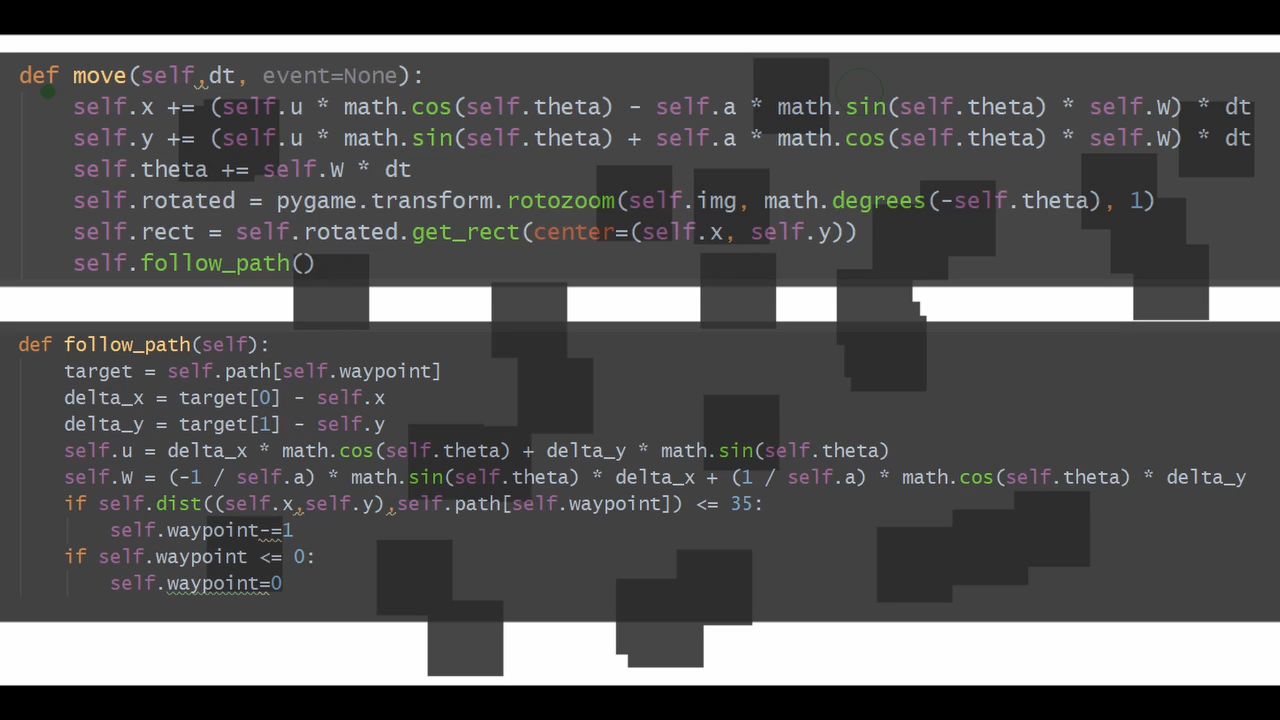 def move(self,dt, event=None):
self.x += (self.u * math.cos(self.theta) - self.a * math.sin(self.theta) * self.W) * dt
self.y += (self.u * math.sin(self.theta) + self.a * math.cos(self.theta) * self.W) * dt
self.theta += self.W * dt
self.rotated = pygame.transform.rotozoom(self.img, math.degrees(-self.theta), 1)
self.rect = self.rotated.get_rect(center=(self.x, self.y))
self.follow_path()
def follow_path(self):
target = self.path[self.waypoint]
delta_x = target[0] - self.x
delta_y = target[1] - self.y
self.u = delta_x * math.cos(self.theta) + delta_y * math.sin(self.theta)
self.W = (-1 / self.a) * math.sin(self.theta) * delta_x + (1 / self.a) * math.cos(self.theta) * delta_y
if self.dist((self.x,self.y),self.path[self.waypoint]) <= 35:
self.waypoint-=1
if self.waypoint <= 0:
self.waypoint=0